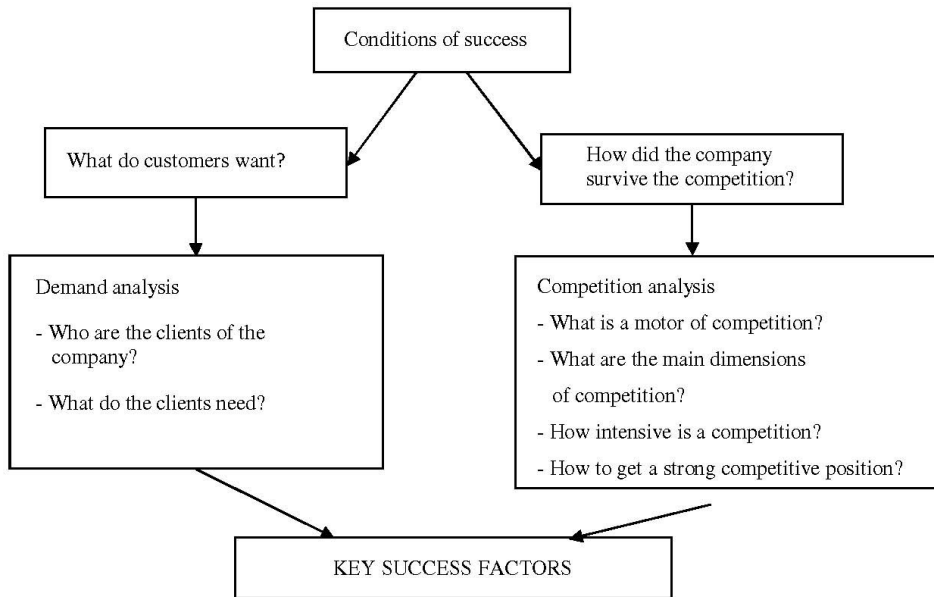 Conditions of success
What do customers want?
How did the company
survive the competition?
Demand analysis
- Who are the clients of the
company?
- What do the clients need?
Competition analysis
- What is a motor of competition?
- What are the main dimensions
of competition?
- How intensive is a competition?
- How to get a strong competitive position?
KEY SUCCESS FACTORS